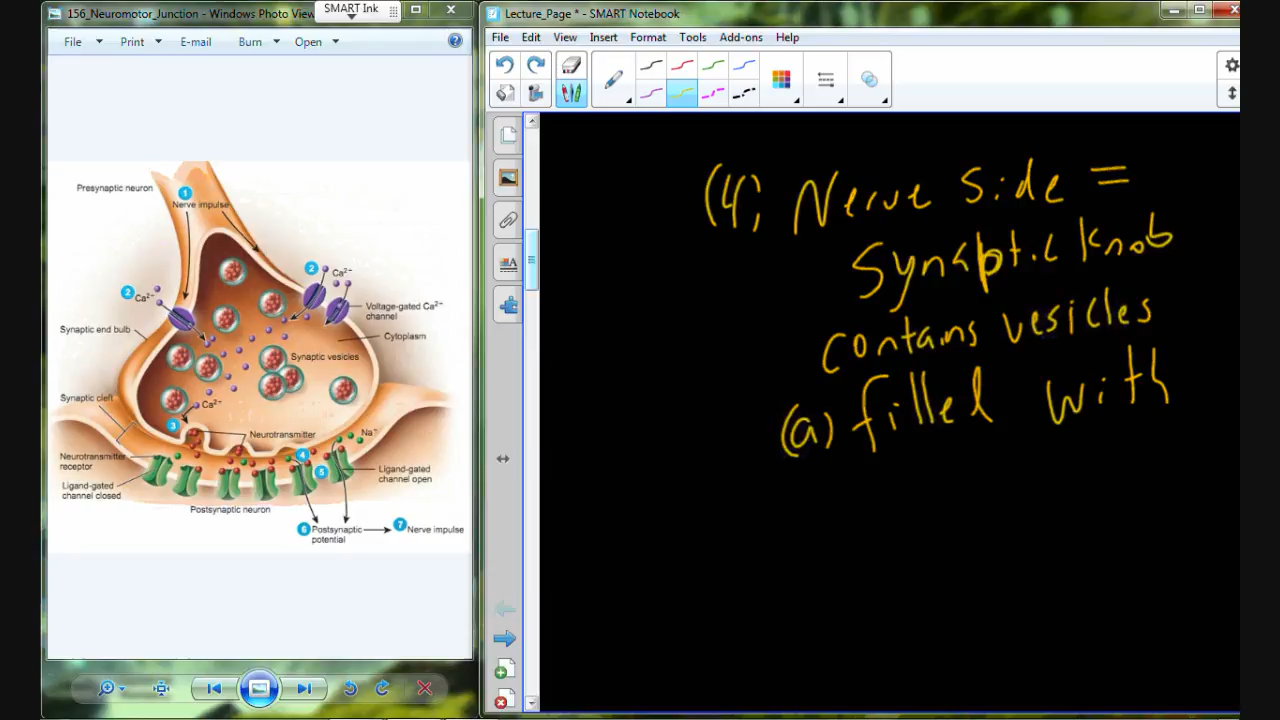 156_Neuromotor_Junction - Windows Photo View
SMART Ink
File Print E-mail Burn Open
Presynaptic neuron
1
Nerve impulse
2
Ca2+
2
Ca2+
Voltage-gated Ca2+
channel
Synaptic end bulb
Cytoplasm
Synaptic vesicles
Synaptic cleft
Ca2+
3
Neurotransmitter
Na+
4
Neurotransmitter
receptor
5
Ligand-gated
channel open
Ligand-gated
channel closed
Postsynaptic neuron
6 Postsynaptic
potential
7 Nerve impulse
Lecture_Page * - SMART Notebook
File Edit View Insert Format Tools Add-ons Help
(4) Nerve side =
Synaptic Knob
contains vesicles
(a) filled with